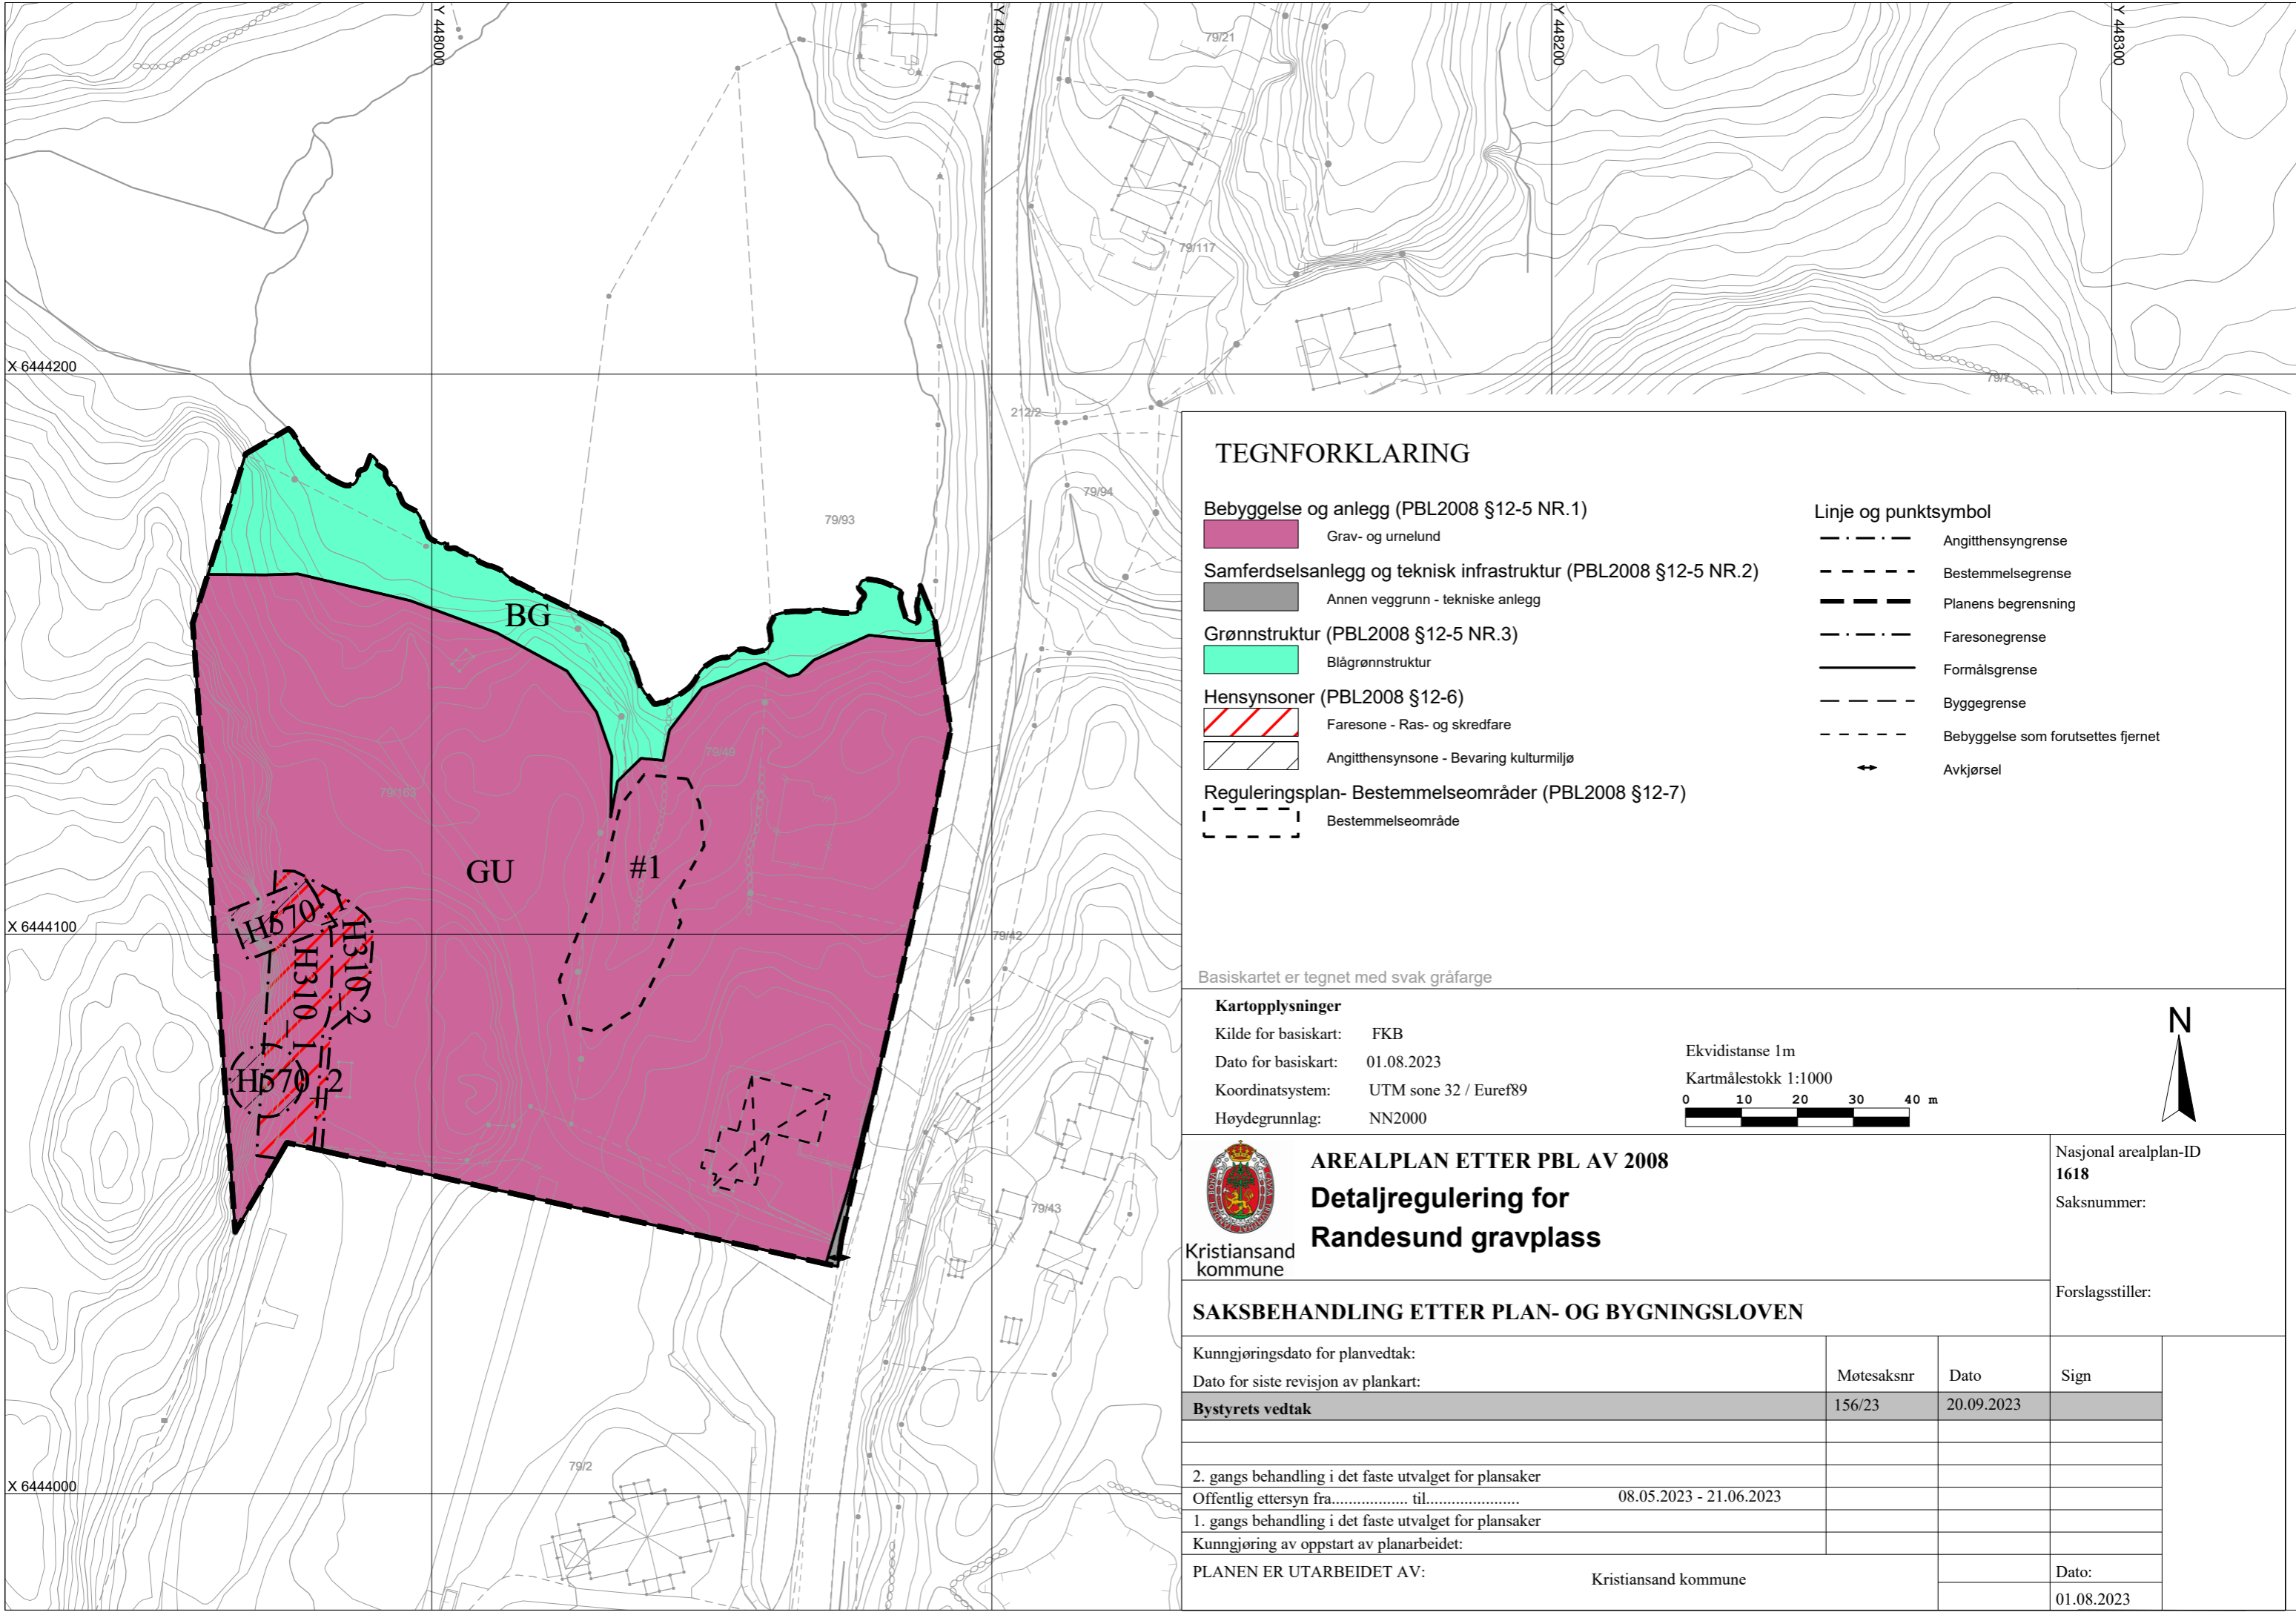 Y 448000
Y 448100
Y 448200
Y 448300
79/21
79/117
X 6444200
79/7
212/2
79/94
79/93
BG
79/49
79/163
GU
#1
H570_1
X 6444100
79/42
H310_2
H310_1
H570_2
79/43
79/2
X 6444000
TEGNFORKLARING
Bebyggelse og anlegg (PBL2008 §12-5 NR.1)
Grav- og urnelund
Samferdselsanlegg og teknisk infrastruktur (PBL2008 §12-5 NR.2)
Annen veggrunn - tekniske anlegg
Grønnstruktur (PBL2008 §12-5 NR.3)
Blågrønnstruktur
Hensynsoner (PBL2008 §12-6)
Faresone - Ras- og skredfare
Angitthensynsone - Bevaring kulturmiljø
Reguleringsplan- Bestemmelseområder (PBL2008 §12-7)
Bestemmelseområde
Linje og punktsymbol
Angitthensyngrense
Bestemmelsegrense
Planens begrensning
Faresonegrense
Formålsgrense
Byggegrense
Bebyggelse som forutsettes fjernet
Avkjørsel
Basiskartet er tegnet med svak gråfarge
Kartopplysninger
Kilde for basiskart: FKB
Dato for basiskart: 01.08.2023
Koordinatsystem: UTM sone 32 / Euref89
Høydegrunnlag: NN2000
Ekvidistanse 1m
Kartmålestokk 1:1000
0 10 20 30 40 m
N
Kristiansand
kommune
AREALPLAN ETTER PBL AV 2008
Detaljregulering for
Randesund gravplass
Nasjonal arealplan-ID
1618
Saksnummer:
Forslagsstiller:
SAKSBEHANDLING ETTER PLAN- OG BYGNINGSLOVEN
Kunngjøringsdato for planvedtak:
Dato for siste revisjon av plankart:
Møtesaksnr Dato Sign
Bystyrets vedtak 156/23 20.09.2023
2. gangs behandling i det faste utvalget for plansaker
Offentlig ettersyn fra.................. til...................... 08.05.2023 - 21.06.2023
1. gangs behandling i det faste utvalget for plansaker
Kunngjøring av oppstart av planarbeidet:
PLANEN ER UTARBEIDET AV: Kristiansand kommune
Dato:
01.08.2023